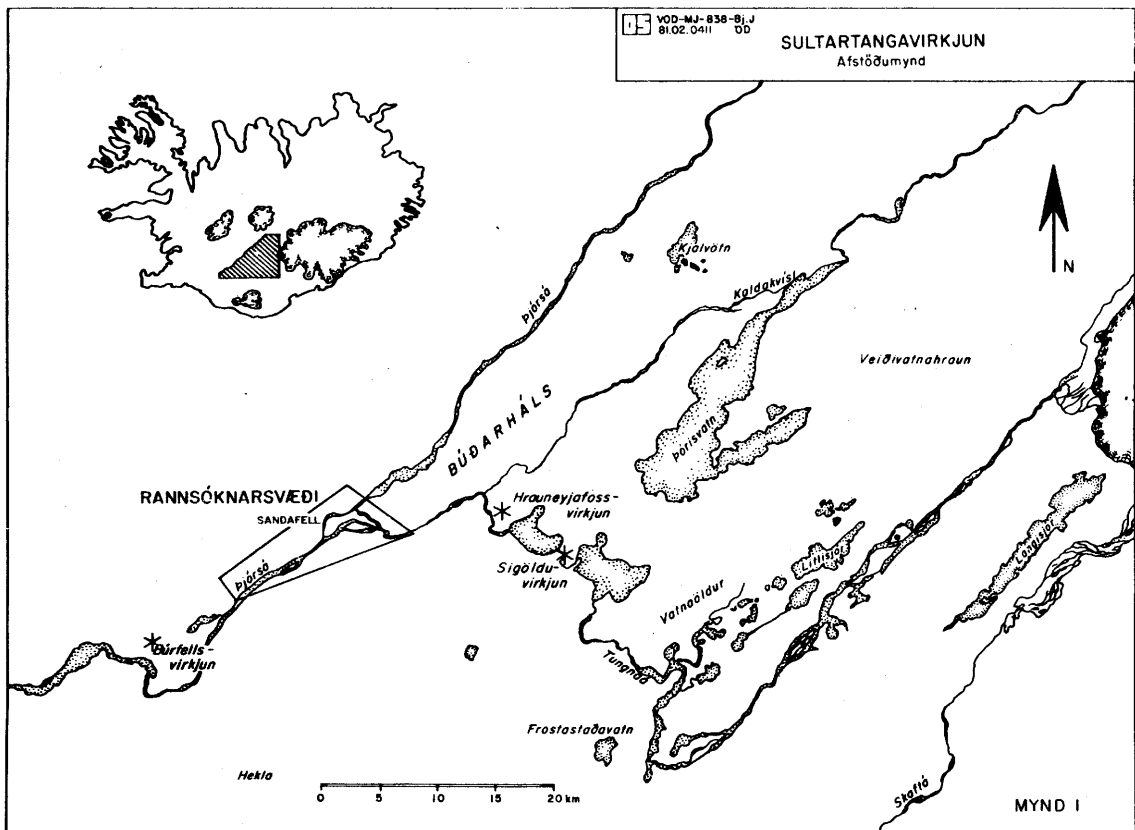 OS VOD-MJ-838-Bj.J
81.02.0411 OD
SULTARTANGAVIRKJUN
Afstöðumynd
N
Kjalvötn
Kaldakvísl
Þjórsá
Veiðivatnahraun
BÚÐARHÁLS
Þórisvatn
RANNSÓKNARSVÆÐI
SANDAFELL
Hrauneyjafoss-
virkjun
Sigöldu-
virkjun
Litlisjór
Langisjór
Þjórsá
Vatnaöldur
Búrfells-
virkjun
Tungnaá
Frostastaðavatn
Hekla
0 5 10 15 20 km
Skaftá
MYND 1